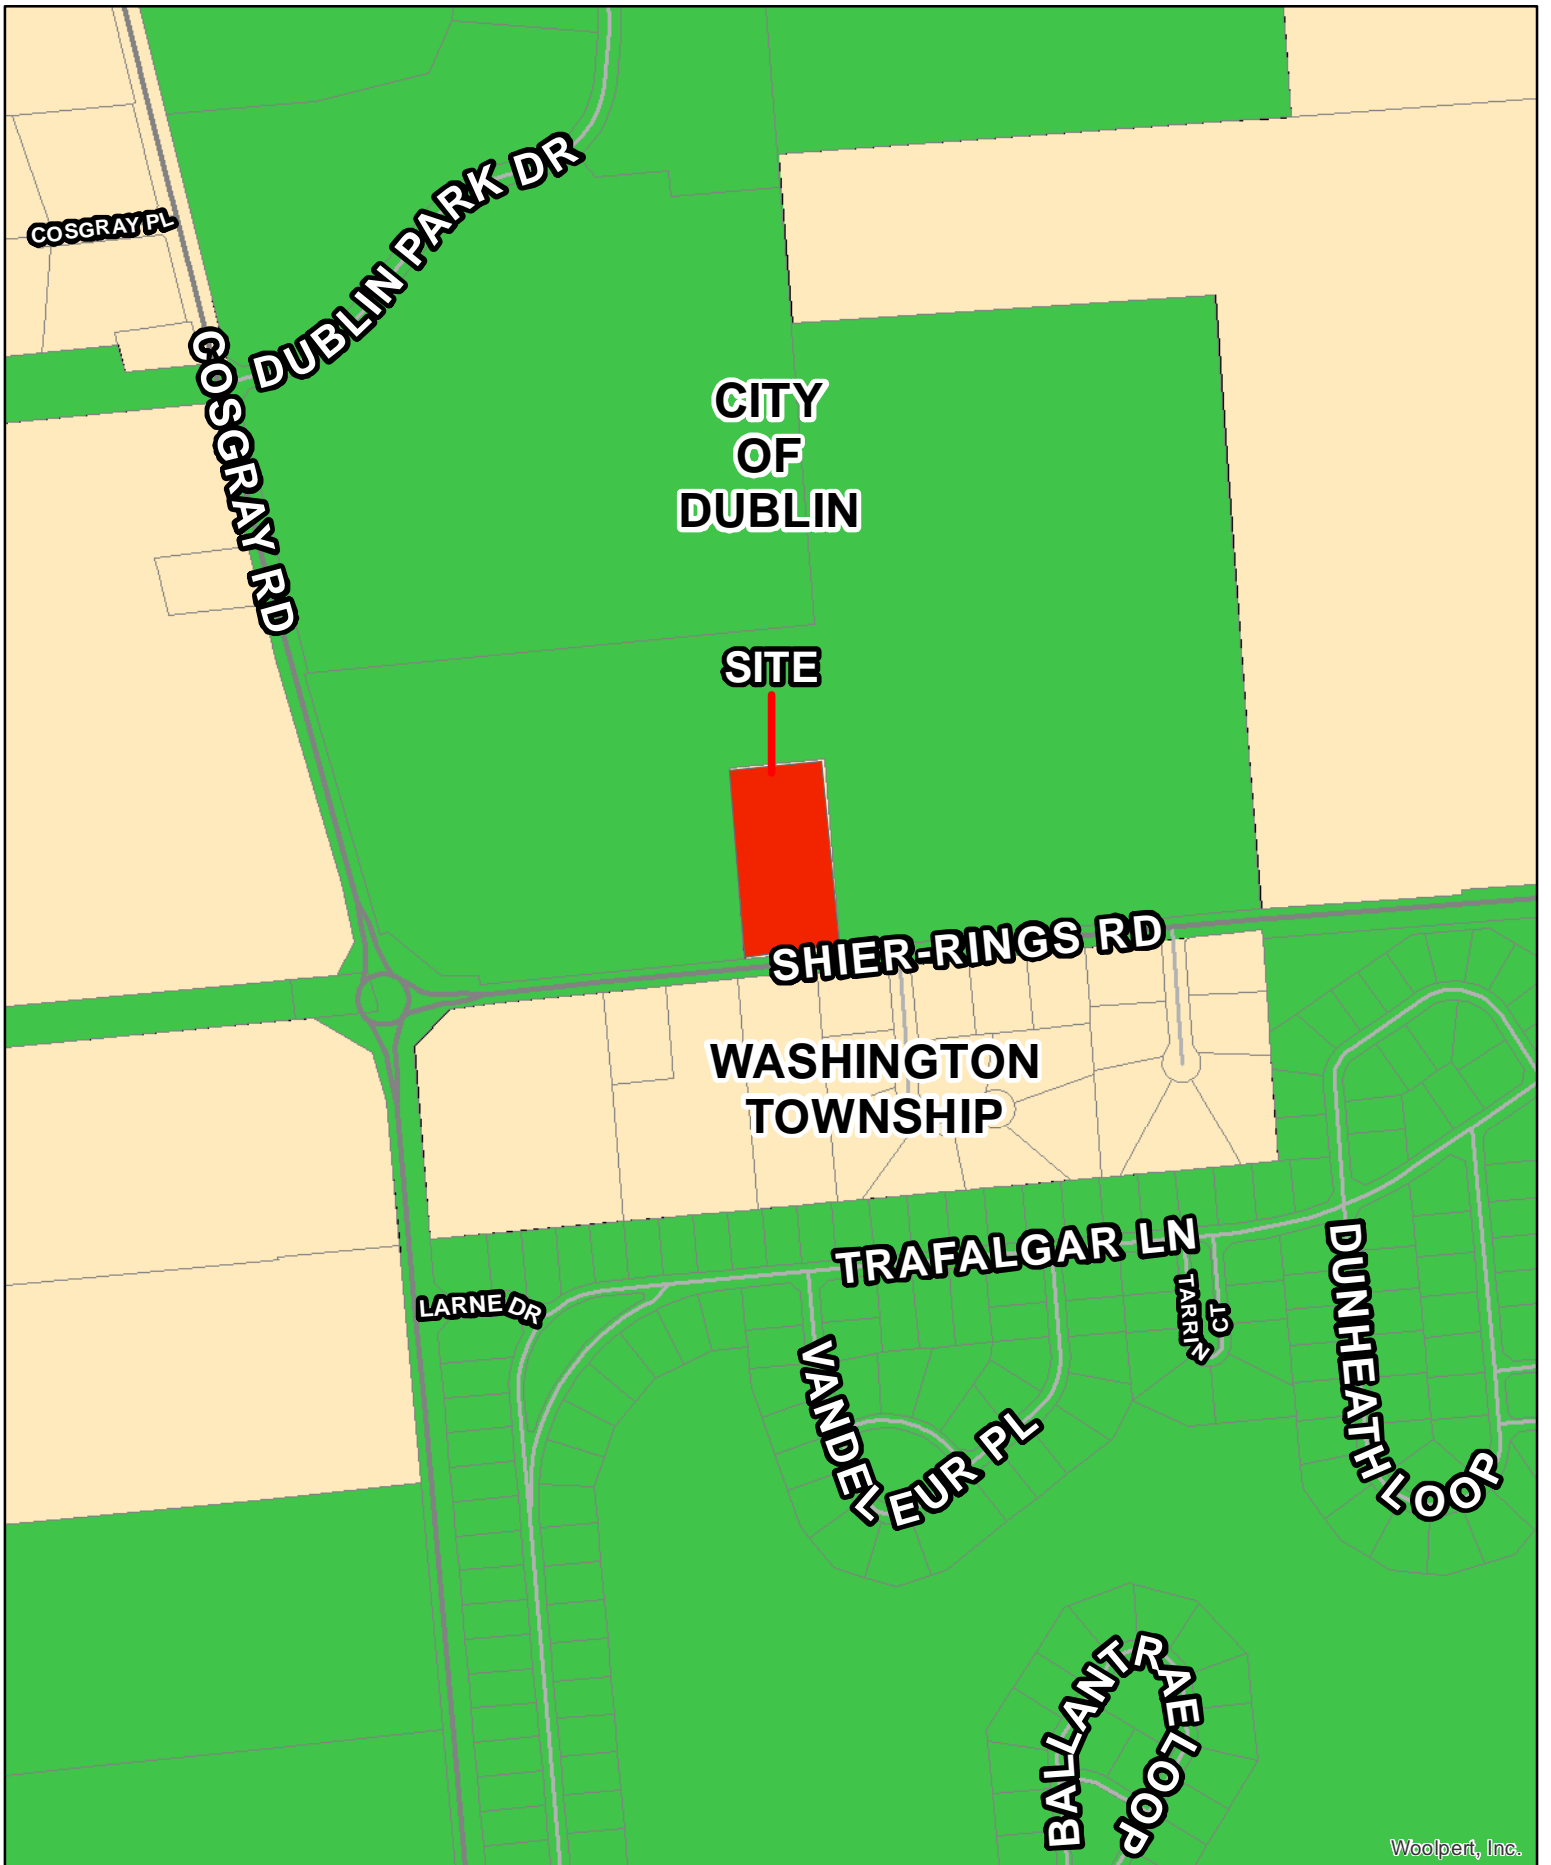 DUBLIN PARK DR
COSGRAY PL
COSGRAY RD
CITY
OF
DUBLIN
SITE
SHIER-RINGS RD
WASHINGTON
TOWNSHIP
TRAFALGAR LN
LARNE DR
TARRIN CT
DUNHEATH LOOP
VANDELEUR PL
BALLANTRAE LOOP
Woolpert, Inc.